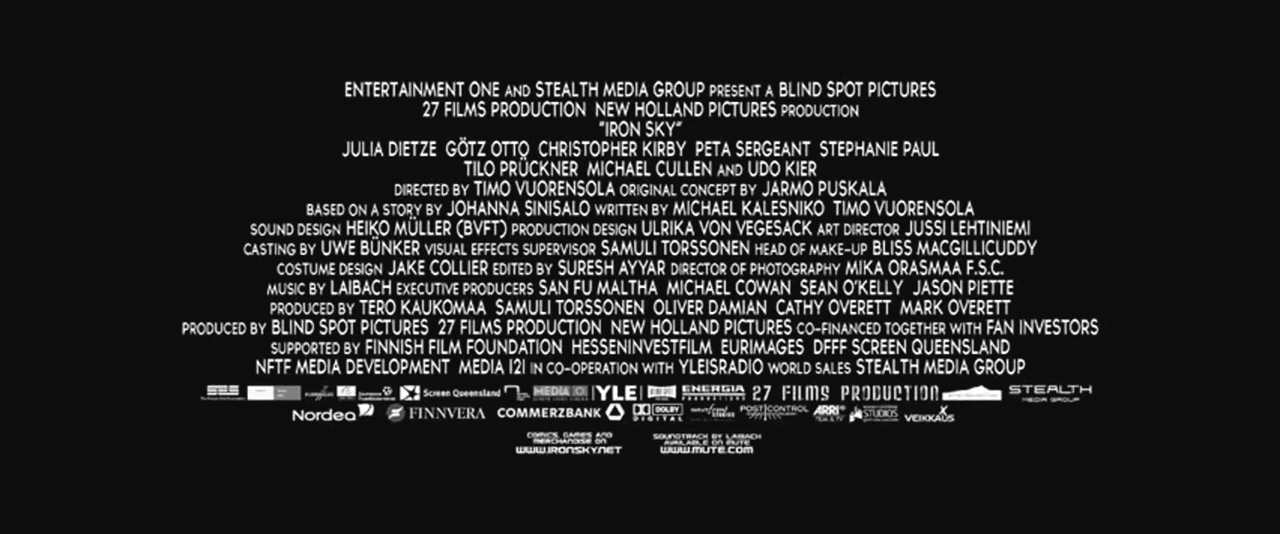 ENTERTAINMENT ONE AND STEALTH MEDIA GROUP PRESENT A BLIND SPOT PICTURES
27 FILMS PRODUCTION NEW HOLLAND PICTURES PRODUCTION
"IRON SKY"
JULIA DIETZE GÖTZ OTTO CHRISTOPHER KIRBY PETA SERGEANT STEPHANIE PAUL
TILO PRÜCKNER MICHAEL CULLEN AND UDO KIER
DIRECTED BY TIMO VUORENSOLA ORIGINAL CONCEPT BY JARMO PUSKALA
BASED ON A STORY BY JOHANNA SINISALO WRITTEN BY MICHAEL KALESNIKO TIMO VUORENSOLA
SOUND DESIGN HEIKO MÜLLER (BVFT) PRODUCTION DESIGN ULRIKA VON VEGESACK ART DIRECTOR JUSSI LEHTINIEMI
CASTING BY UWE BÜNKER VISUAL EFFECTS SUPERVISOR SAMULI TORSSONEN HEAD OF MAKE-UP BLISS MACGILLICUDDY
COSTUME DESIGN JAKE COLLIER EDITED BY SURESH AYYAR DIRECTOR OF PHOTOGRAPHY MIKA ORASMAA F.S.C.
MUSIC BY LAIBACH EXECUTIVE PRODUCERS SAN FU MALTHA MICHAEL COWAN SEAN O'KELLY JASON PIETTE
PRODUCED BY TERO KAUKOMAA SAMULI TORSSONEN OLIVER DAMIAN CATHY OVERETT MARK OVERETT
PRODUCED BY BLIND SPOT PICTURES 27 FILMS PRODUCTION NEW HOLLAND PICTURES CO-FINANCED TOGETHER WITH FAN INVESTORS
SUPPORTED BY FINNISH FILM FOUNDATION HESSENINVESTFILM EURIMAGES DFFF SCREEN QUEENSLAND
NFTF MEDIA DEVELOPMENT MEDIA I2I IN CO-OPERATION WITH YLEISRADIO WORLD SALES STEALTH MEDIA GROUP
Screen Queensland MEDIA YLE ENERGIA PRODUCTIONS 27 FILMS PRODUCTION STEALTH MEDIA GROUP
Nordea FINNVERA COMMERZBANK DOLBY DIGITAL POST CONTROL ARRI FILM & TV STUDIOS VEIKKAUS
COMICS, GAMES AND MERCHANDISE ON
WWW.IRONSKY.NET
SOUNDTRACK BY LAIBACH AVAILABLE ON MUTE
WWW.MUTE.COM